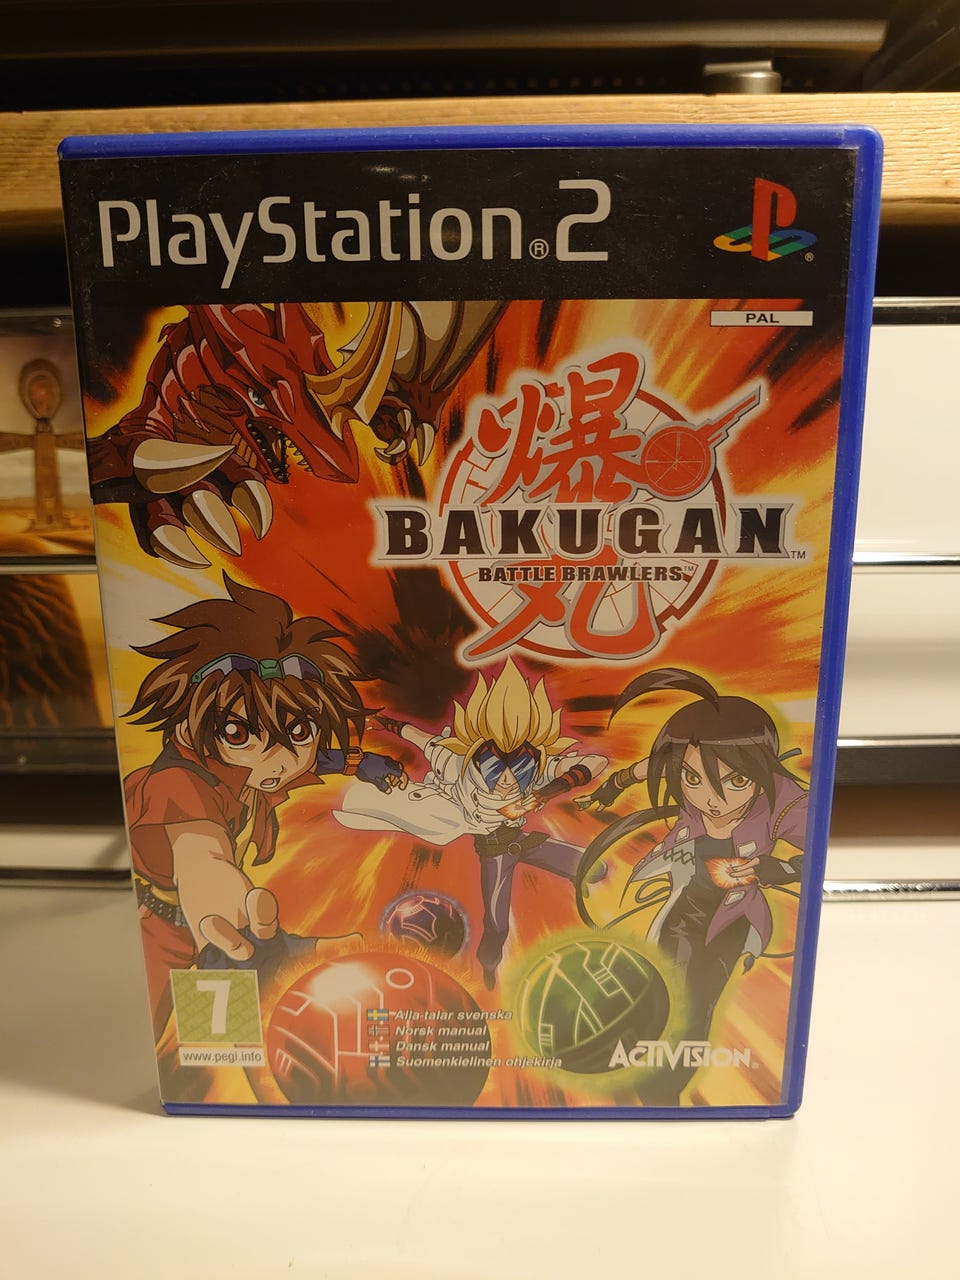 PlayStation®2
PAL
爆
BAKUGAN™
BATTLE BRAWLERS™
丸
7
www.pegi.info
Alla-talar svenska
Norsk manual
Dansk manual
Suomenkielinen ohjekirja
ACTIVISION®